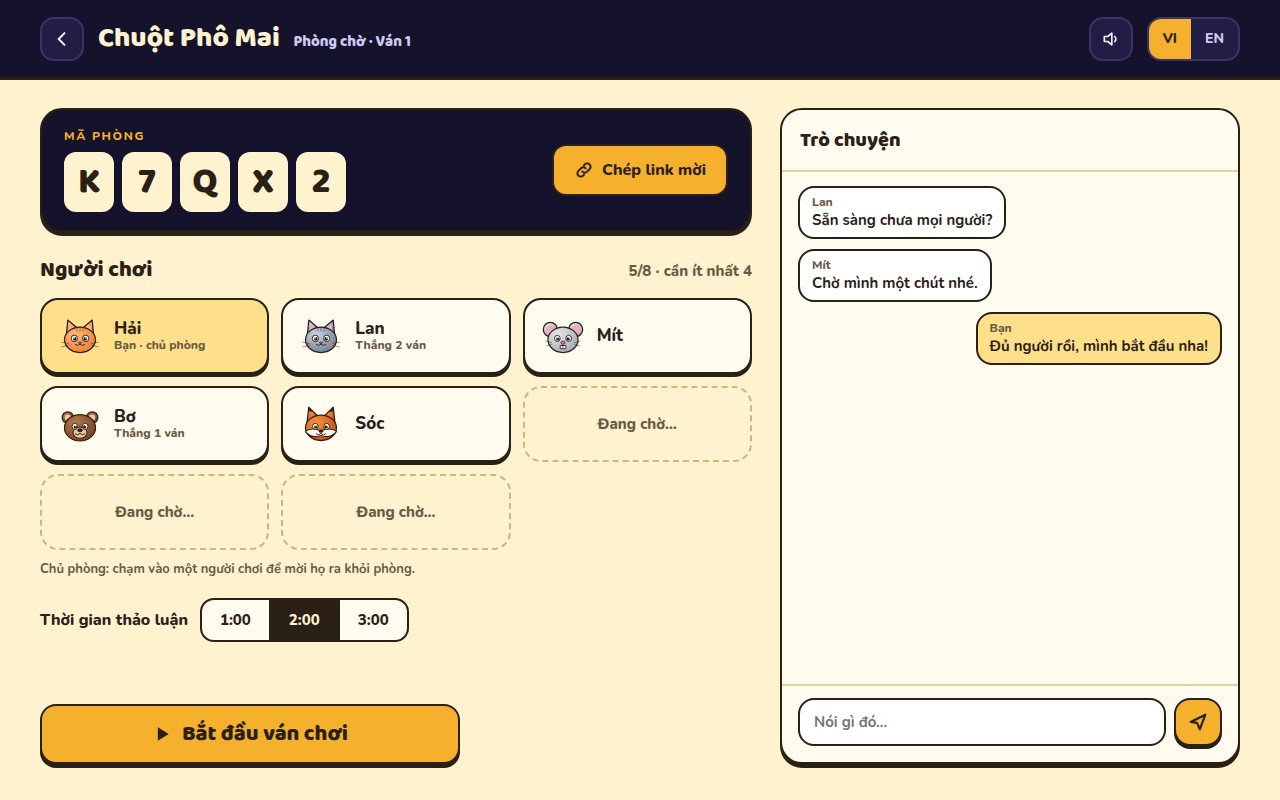 Chuột Phô Mai
Phòng chờ · Ván 1
VI
EN
MÃ PHÒNG
K 7 Q X 2
Chép link mời
Người chơi
5/8 · cần ít nhất 4
Hải
Bạn · chủ phòng
Lan
Thắng 2 ván
Mít
Bơ
Thắng 1 ván
Sóc
Đang chờ...
Đang chờ...
Đang chờ...
Chủ phòng: chạm vào một người chơi để mời họ ra khỏi phòng.
Thời gian thảo luận
1:00
2:00
3:00
Bắt đầu ván chơi
Trò chuyện
Lan
Sẵn sàng chưa mọi người?
Mít
Chờ mình một chút nhé.
Bạn
Đủ người rồi, mình bắt đầu nha!
Nói gì đó...